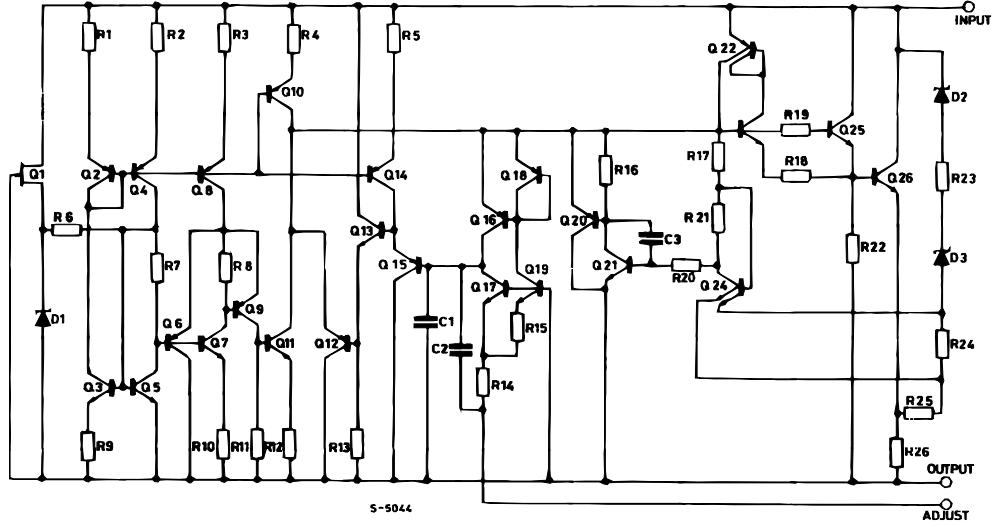 INPUT
R1 R2 R3 R4 R5
Q22
Q10
D2
R19
Q25
R17
R18
Q1 Q2 Q4 Q8 Q14 Q18 R16 Q26 R23
R6 Q13 Q16 Q20 R21
C3
R22
R7 R8 Q15 Q19 Q21 R20 D3
Q17 Q24
Q9
D1 Q6 C1 R15
Q7 Q11 Q12 C2 R24
Q3 Q5 R14
R25
R9 R10 R11 R12 R13 R26
OUTPUT
S-5044
ADJUST